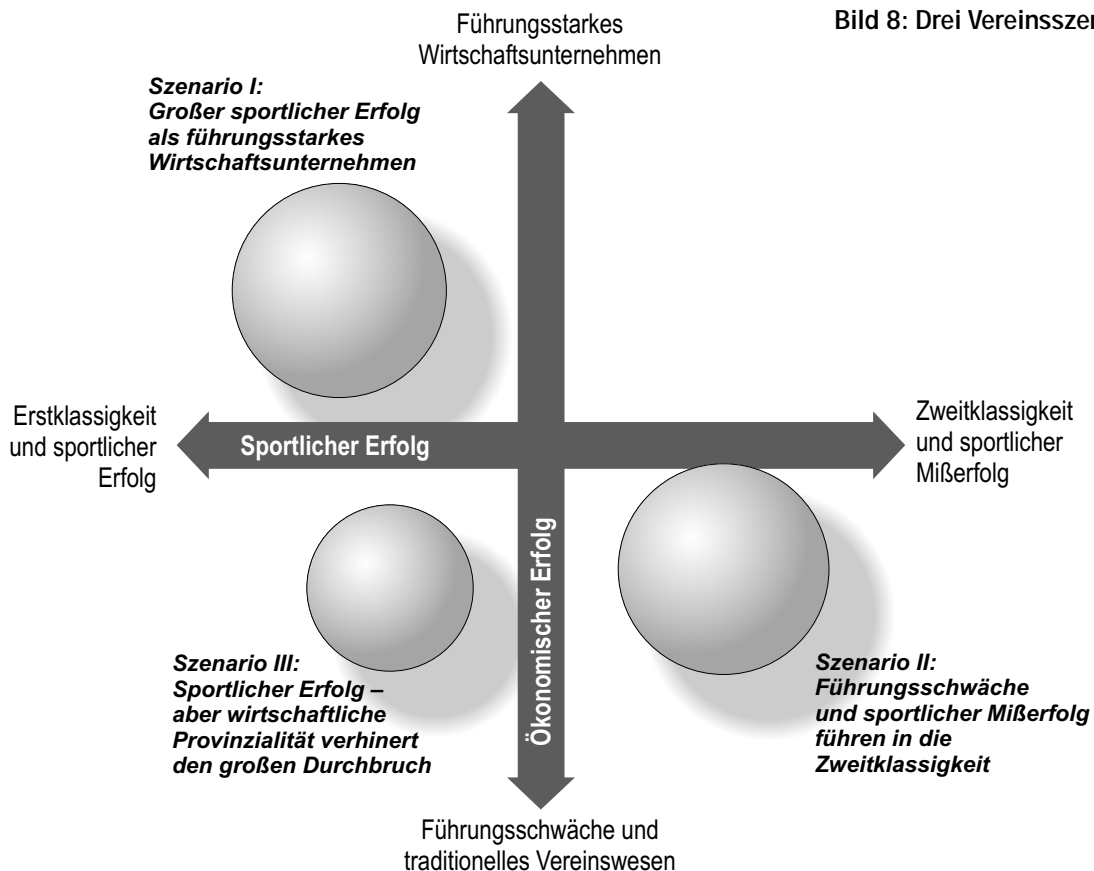 Bild 8: Drei Vereinssze
Führungsstarkes
Wirtschaftsunternehmen
Szenario I:
Großer sportlicher Erfolg
als führungsstarkes
Wirtschaftsunternehmen
Erstklassigkeit
und sportlicher
Erfolg
Sportlicher Erfolg
Zweitklassigkeit
und sportlicher
Mißerfolg
Ökonomischer Erfolg
Szenario III:
Sportlicher Erfolg –
aber wirtschaftliche
Provinzialität verhinert
den großen Durchbruch
Szenario II:
Führungsschwäche
und sportlicher Mißerfolg
führen in die
Zweitklassigkeit
Führungsschwäche und
traditionelles Vereinswesen